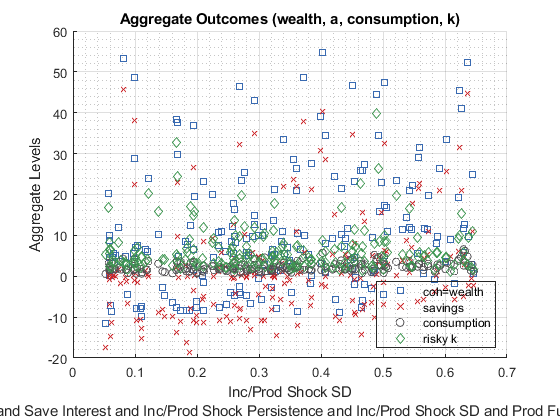 Aggregate Outcomes (wealth, a, consumption, k)
60
50
40
30
20
10
0
-10
-20
Aggregate Levels
coh=wealth
savings
consumption
risky k
0 0.1 0.2 0.3 0.4 0.5 0.6 0.7
Inc/Prod Shock SD
and Save Interest and Inc/Prod Shock Persistence and Inc/Prod Shock SD and Prod Fu